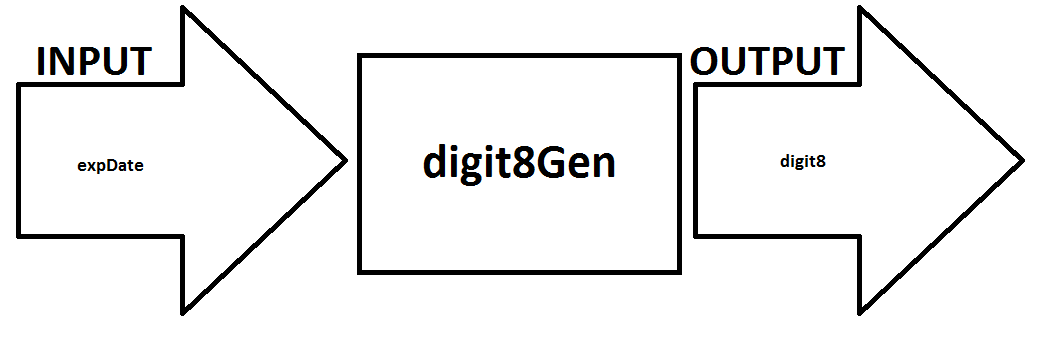 INPUT
expDate
digit8Gen
OUTPUT
digit8